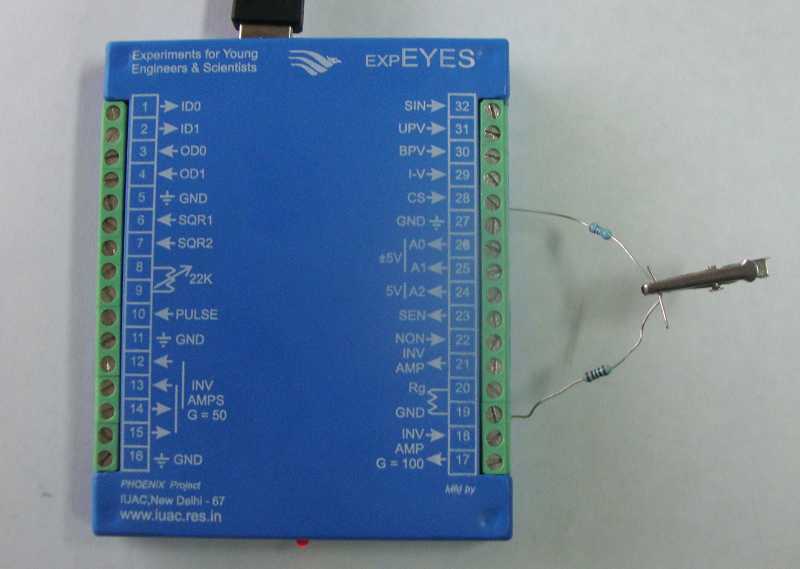 Experiments for Young
Engineers & Scientists
EXPEYES
1 ID0
2 ID1
3 OD0
4 OD1
5 GND
6 SQR1
7 SQR2
8
22K
9
10 PULSE
11 GND
12
13 INV
AMPS
14
G = 50
15
16 GND
SIN 32
UPV 31
BPV 30
I-V 29
CS 28
GND 27
A0 26
±5V
A1 25
5V A2 24
SEN 23
NON 22
INV
AMP 21
Rg 20
GND 19
INV 18
AMP
G = 100 17
PHOENIX Project
IUAC,New Delhi - 67
www.iuac.res.in
Mfd by